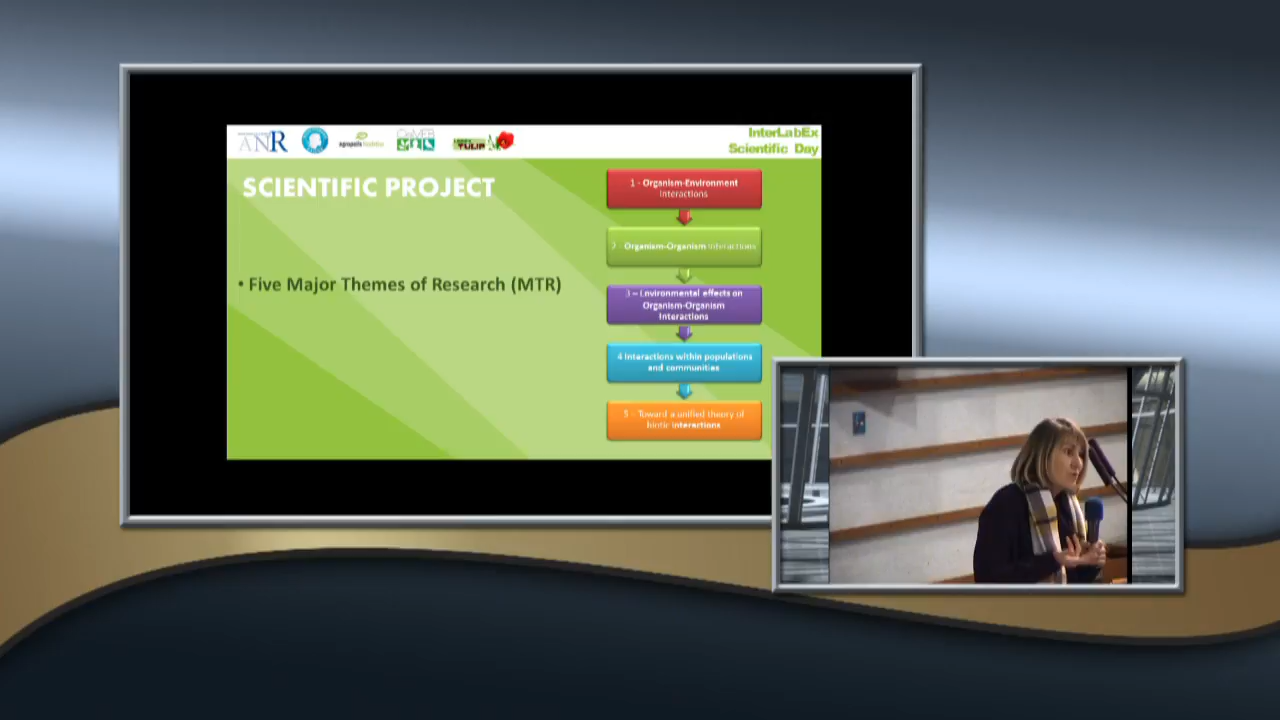 ANR
agropolis fondation
CeMEB
TULIP
InterLabEx
Scientific Day
SCIENTIFIC PROJECT
• Five Major Themes of Research (MTR)
1 - Organism-Environment
Interactions
2 - Organism-Organism Interactions
3 – Environmental effects on
Organism-Organism
Interactions
4 Interactions within populations
and communities
5 - Toward a unified theory of
biotic interactions